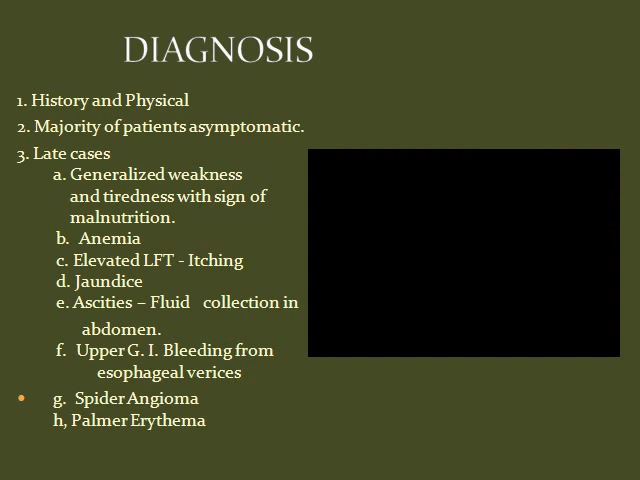 DIAGNOSIS
1. History and Physical
2. Majority of patients asymptomatic.
3. Late cases
a. Generalized weakness
and tiredness with sign of
malnutrition.
b. Anemia
c. Elevated LFT - Itching
d. Jaundice
e. Ascities – Fluid collection in
abdomen.
f. Upper G. I. Bleeding from
esophageal verices
• g. Spider Angioma
h, Palmer Erythema